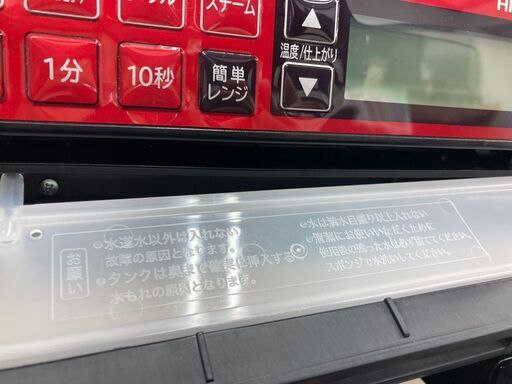 スチーム
HI
1分
10秒
簡単
レンジ
温度/仕上がり
お願い
●水道水以外は入れない
故障の原因となります。
●タンクは奥まで確実に挿入する
水もれの原因となります。
●水は満水目盛り以上入れない
●清潔にお使いいただくために
使用後の残った水は必ず捨ててください。
スポンジで水洗いしてください。